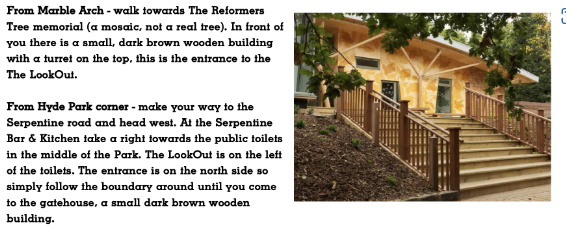 From Marble Arch - walk towards The Reformers
Tree memorial (a mosaic, not a real tree). In front of
you there is a small, dark brown wooden building
with a turret on the top, this is the entrance to the
The LookOut.
From Hyde Park corner - make your way to the
Serpentine road and head west. At the Serpentine
Bar & Kitchen take a right towards the public toilets
in the middle of the Park. The LookOut is on the left
of the toilets. The entrance is on the north side so
simply follow the boundary around until you come
to the gatehouse, a small dark brown wooden
building.